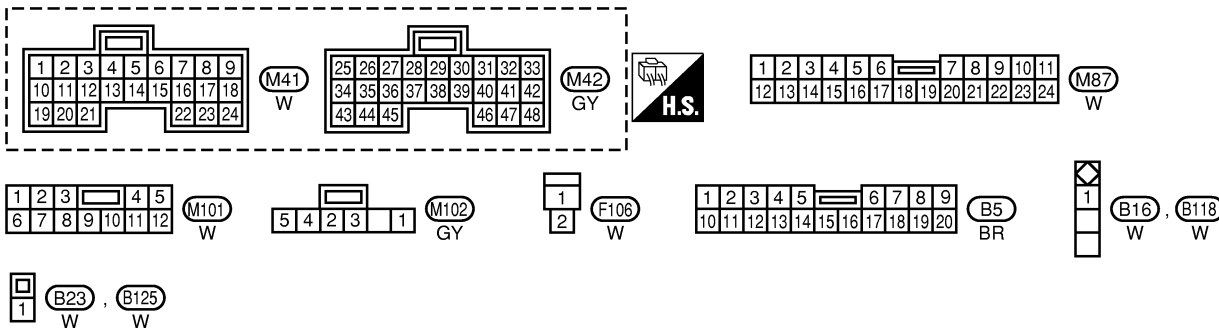 1 2 3 4 5 6 7 8 9
10 11 12 13 14 15 16 17 18
19 20 21 22 23 24
M41
W
25 26 27 28 29 30 31 32 33
34 35 36 37 38 39 40 41 42
43 44 45 46 47 48
M42
GY
H.S.
1 2 3 4 5 6 7 8 9 10 11
12 13 14 15 16 17 18 19 20 21 22 23 24
M87
W
1 2 3 4 5
6 7 8 9 10 11 12
M101
W
5 4 2 3 1
M102
GY
1
2
F106
W
1 2 3 4 5 6 7 8 9
10 11 12 13 14 15 16 17 18 19 20
B5
BR
1
B16 , B118
W W
1
B23 , B125
W W